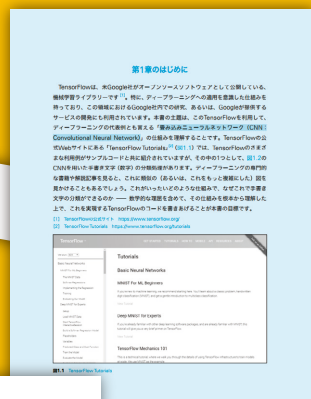 第1章のはじめに
TensorFlowは、米Google社がオープンソースソフトウェアとして公開している、
機械学習ライブラリーです[1]。特に、ディープラーニングへの適用を意識した仕組みを
持っており、この領域におけるGoogle社内での研究、あるいは、Googleが提供する
サービスの開発にも利用されています。本書の主題は、このTensorFlowを利用して、
ディープラーニングの代表例とも言える「畳み込みニューラルネットワーク（CNN：
Convolutional Neural Network）」の仕組みを理解することです。TensorFlowの公
式Webサイトにある「TensorFlow Tutorials」[2]（図1.1）では、TensorFlowのさまざ
まな利用例がサンプルコードと共に紹介されていますが、その中の1つとして、図1.2の
CNNを用いた手書き文字（数字）の分類処理があります。ディープラーニングの専門的
な書籍や解説記事を見ると、これに類似の（あるいは、これをもっと複雑にした）図を
見かけることもあるでしょう。これがいったいどのような仕組みで、なぜこれで手書き
文字の分類ができるのか ―― 数学的な理屈を含めて、その仕組みを根本から理解した
上で、これを実現するTensorFlowのコードを書きあげることが本書の目標です。
[1] TensorFlow公式サイト https://www.tensorflow.org/
[2] TensorFlow Tutorials https://www.tensorflow.org/tutorials
TensorFlow
Tutorials
Basic Neural Networks
MNIST For ML Beginners
Deep MNIST for Experts
TensorFlow Mechanics 101
図1.1 TensorFlow Tutorials